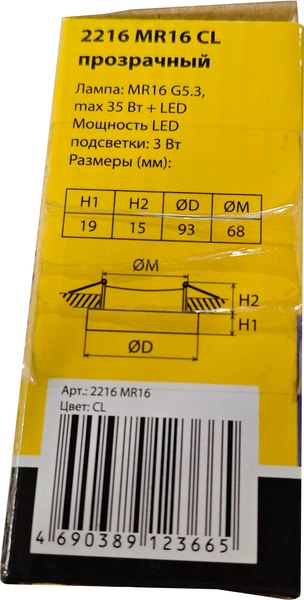 2216 MR16 CL
прозрачный
Лампа: MR16 G5.3,
max 35 Вт + LED
Мощность LED
подсветки: 3 Вт
Размеры (мм):
H1 H2 ØD ØM
19 15 93 68
ØM
H2
H1
ØD
Арт.: 2216 MR16
Цвет: CL
4 690389 123665